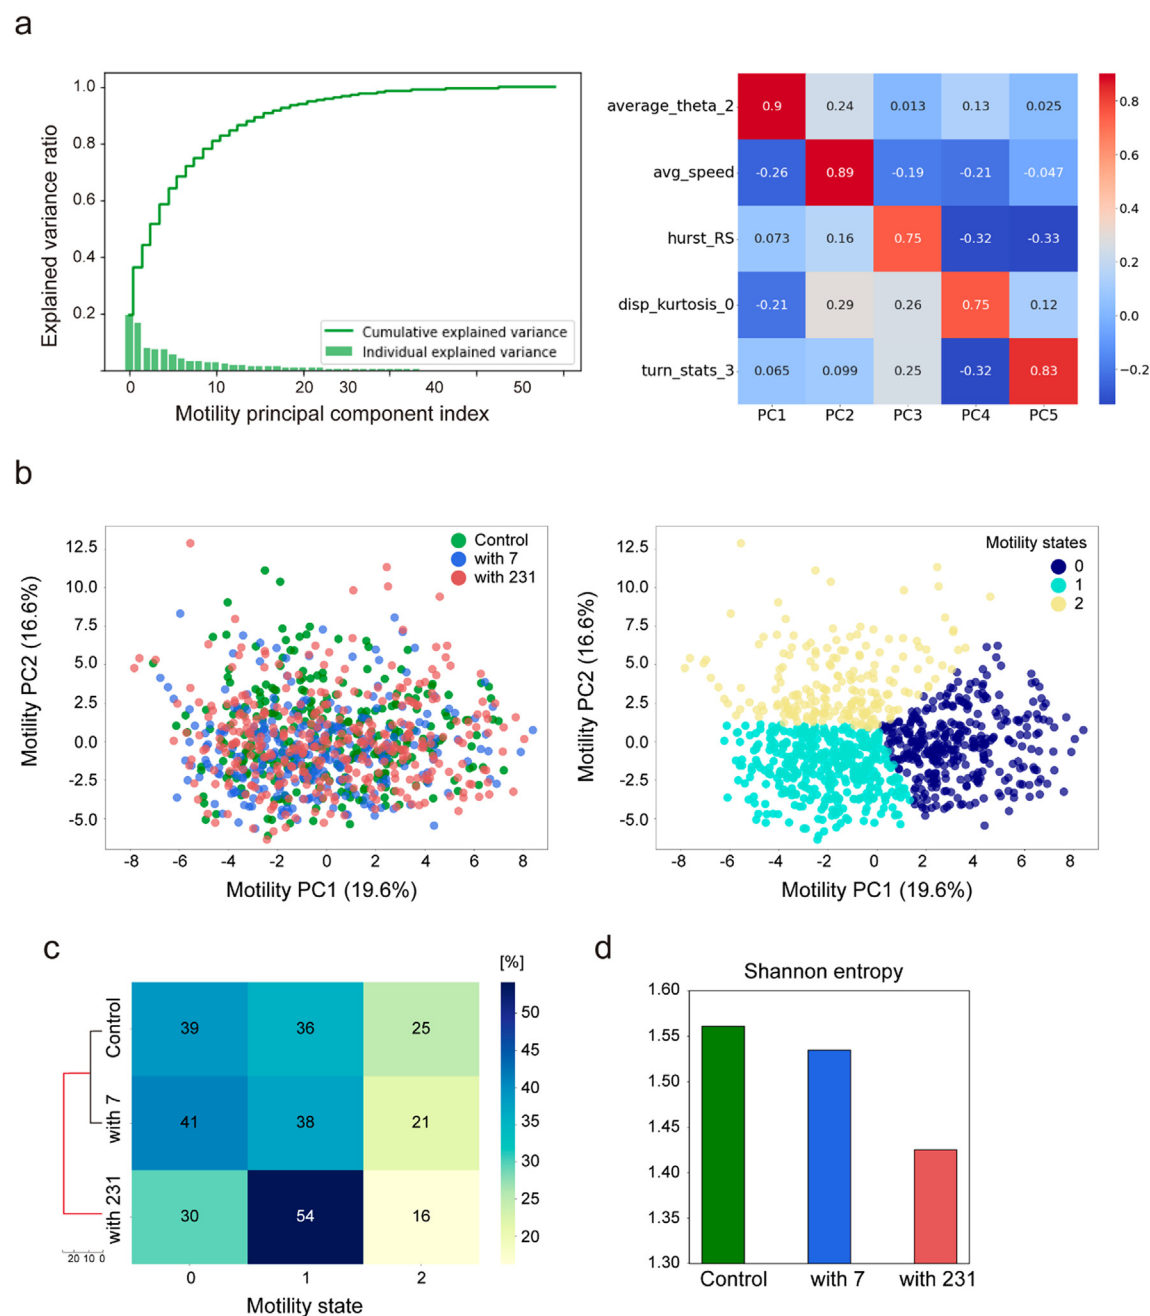 a
1.0
0.8
0.6
0.4
0.2
Explained variance ratio
Cumulative explained variance
Individual explained variance
0 10 20 30 40 50
Motility principal component index
average_theta_2 0.9 0.24 0.013 0.13 0.025
avg_speed -0.26 0.89 -0.19 -0.21 -0.047
hurst_RS 0.073 0.16 0.75 -0.32 -0.33
disp_kurtosis_0 -0.21 0.29 0.26 0.75 0.12
turn_stats_3 0.065 0.099 0.25 -0.32 0.83
PC1 PC2 PC3 PC4 PC5
0.8
0.6
0.4
0.2
0.0
−0.2
b
12.5
10.0
7.5
5.0
2.5
0.0
-2.5
-5.0
Motility PC2 (16.6%)
Control
with 7
with 231
-8 -6 -4 -2 0 2 4 6 8
Motility PC1 (19.6%)
12.5
10.0
7.5
5.0
2.5
0.0
-2.5
-5.0
Motility PC2 (16.6%)
Motility states
0
1
2
-8 -6 -4 -2 0 2 4 6 8
Motility PC1 (19.6%)
c
[%]
Control 39 36 25
with 7 41 38 21
with 231 30 54 16
20 10 0
0 1 2
Motility state
50
45
40
35
30
25
20
d
Shannon entropy
1.60
1.55
1.50
1.45
1.40
1.35
1.30
Control with 7 with 231